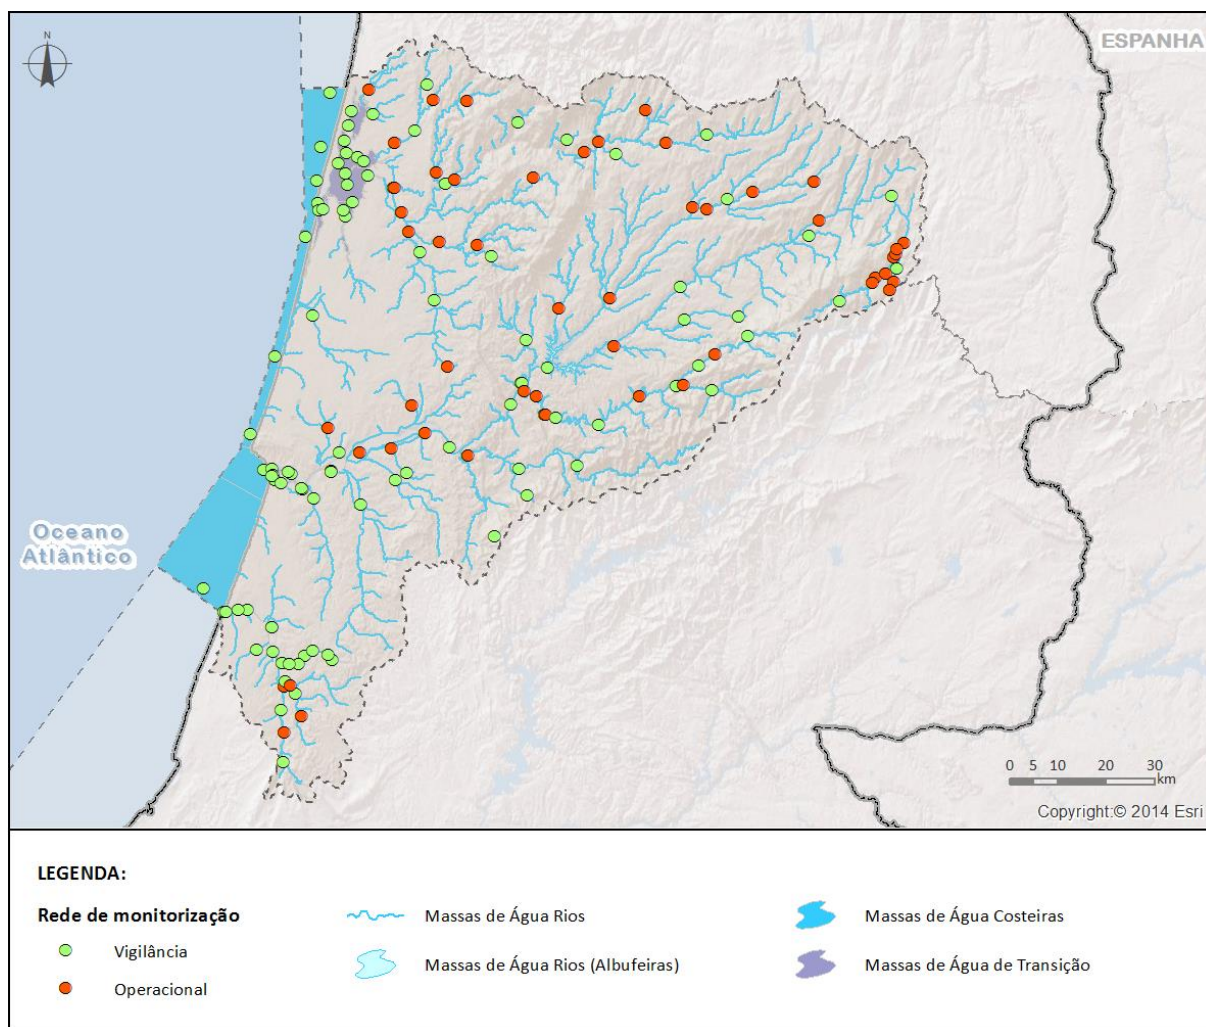 N
ESPANHA
Oceano
Atlântico
0 5 10 20 30
km
Copyright:© 2014 Esri
LEGENDA:
Rede de monitorização
Vigilância
Operacional
Massas de Água Rios
Massas de Água Rios (Albufeiras)
Massas de Água Costeiras
Massas de Água de Transição